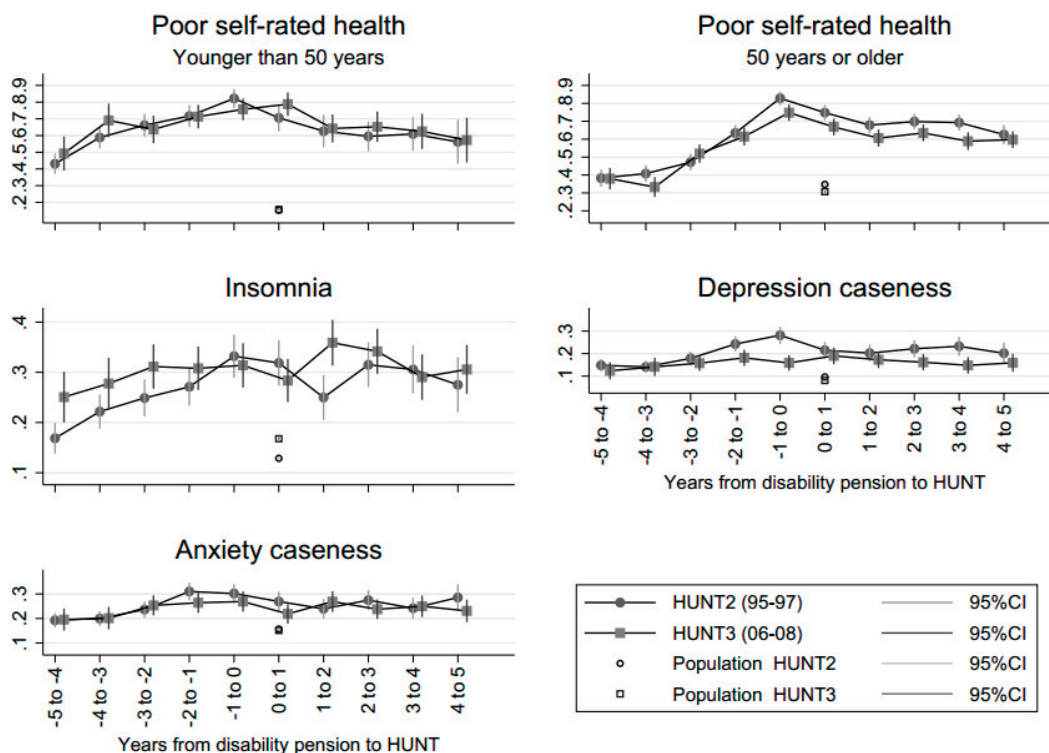 Poor self-rated health
Younger than 50 years
.2.3.4.5.6.7.8.9
Poor self-rated health
50 years or older
.2.3.4.5.6.7.8.9
Insomnia
.4
.3
.2
.1
Depression caseness
.1 .2 .3
-5 to -4
-4 to -3
-3 to -2
-2 to -1
-1 to 0
0 to 1
1 to 2
2 to 3
3 to 4
4 to 5
Years from disability pension to HUNT
Anxiety caseness
.1 .2 .3
-5 to -4
-4 to -3
-3 to -2
-2 to -1
-1 to 0
0 to 1
1 to 2
2 to 3
3 to 4
4 to 5
Years from disability pension to HUNT
HUNT2 (95-97) 95%CI
HUNT3 (06-08) 95%CI
Population HUNT2 95%CI
Population HUNT3 95%CI